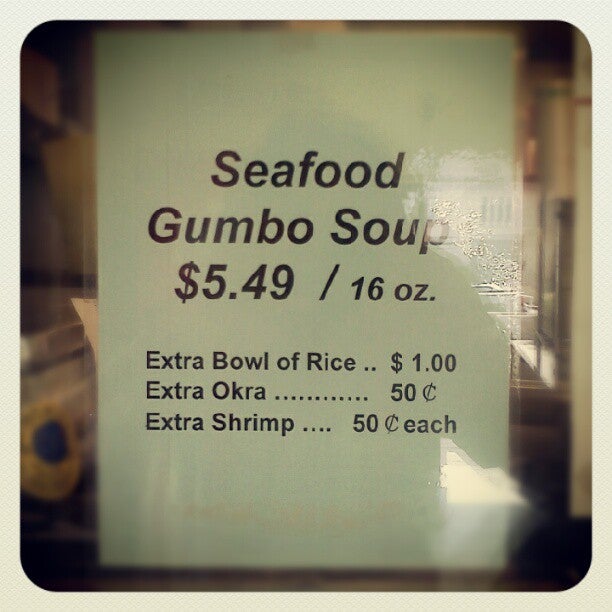 Seafood
Gumbo Soup
$5.49 / 16 oz.
Extra Bowl of Rice .. $ 1.00
Extra Okra ............ 50 ¢
Extra Shrimp .... 50 ¢ each